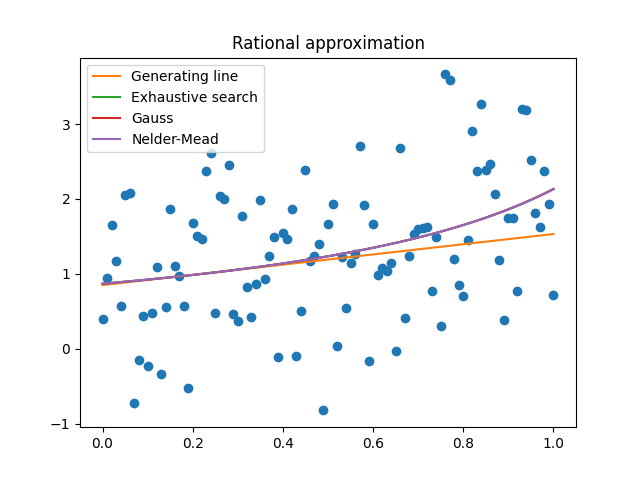 Rational approximation
Generating line
Exhaustive search
Gauss
Nelder-Mead
3
2
1
0
−1
0.0 0.2 0.4 0.6 0.8 1.0